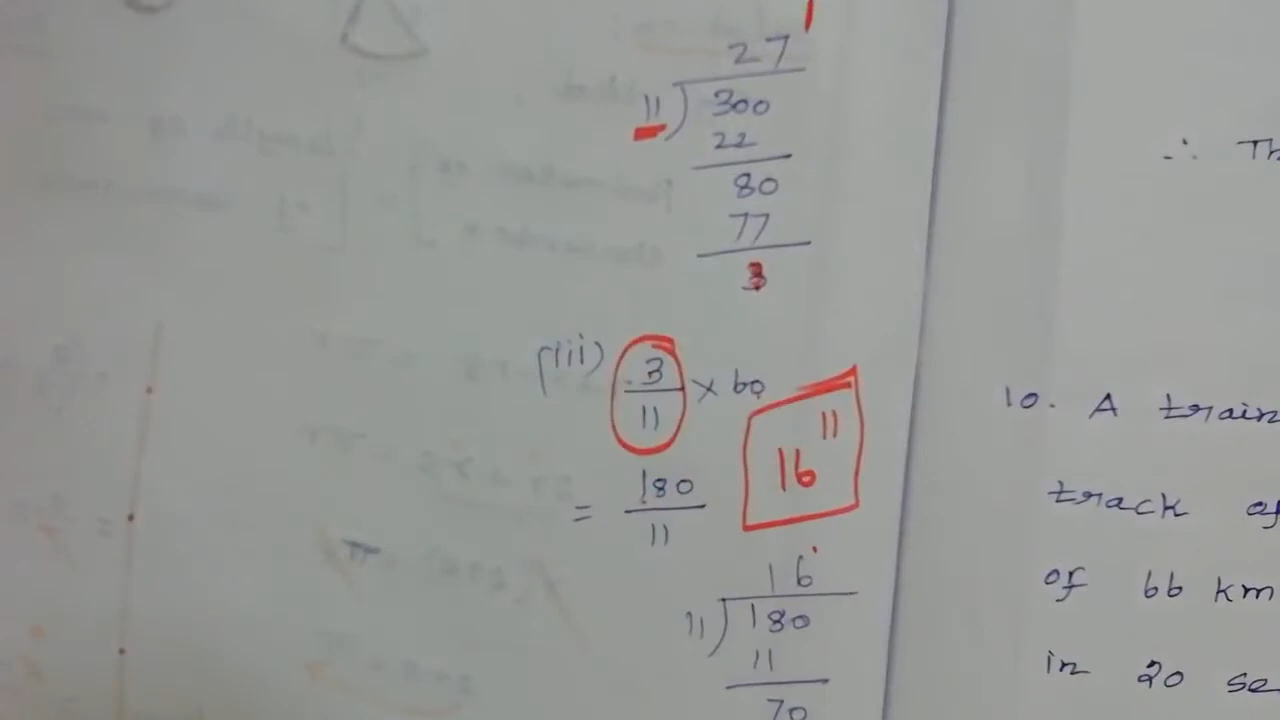 27
11)300
22
80
77
3
(iii) 3/11 × 60
16"
= 180/11
16
11)180
11
70
∴ Th
10. A train
track of
of 66 km
in 20 se